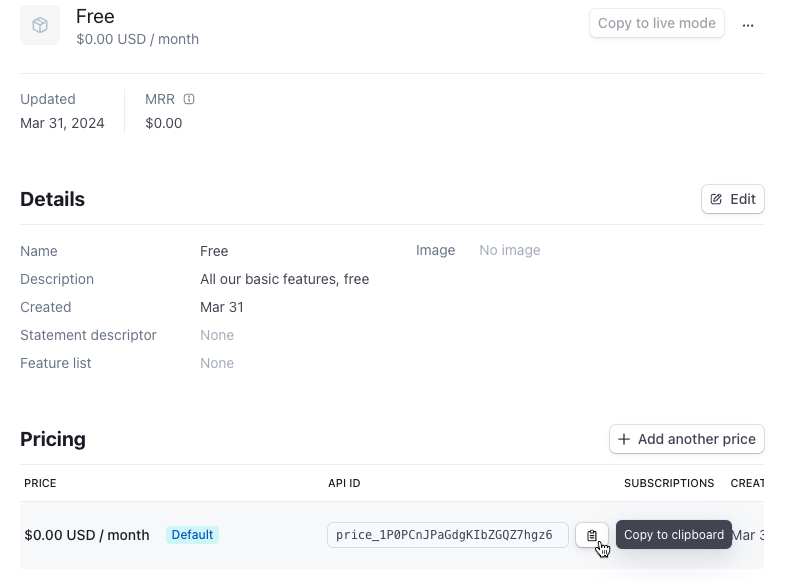 Free
$0.00 USD / month
Copy to live mode
Updated
Mar 31, 2024
MRR
$0.00
Details
Edit
Name
Free
Image
No image
Description
All our basic features, free
Created
Mar 31
Statement descriptor
None
Feature list
None
Pricing
Add another price
PRICE
API ID
SUBSCRIPTIONS
CREAT
$0.00 USD / month
Default
price_1P0PCnJPaGdgKIbZGQZ7hgz6
Copy to clipboard
Mar 3